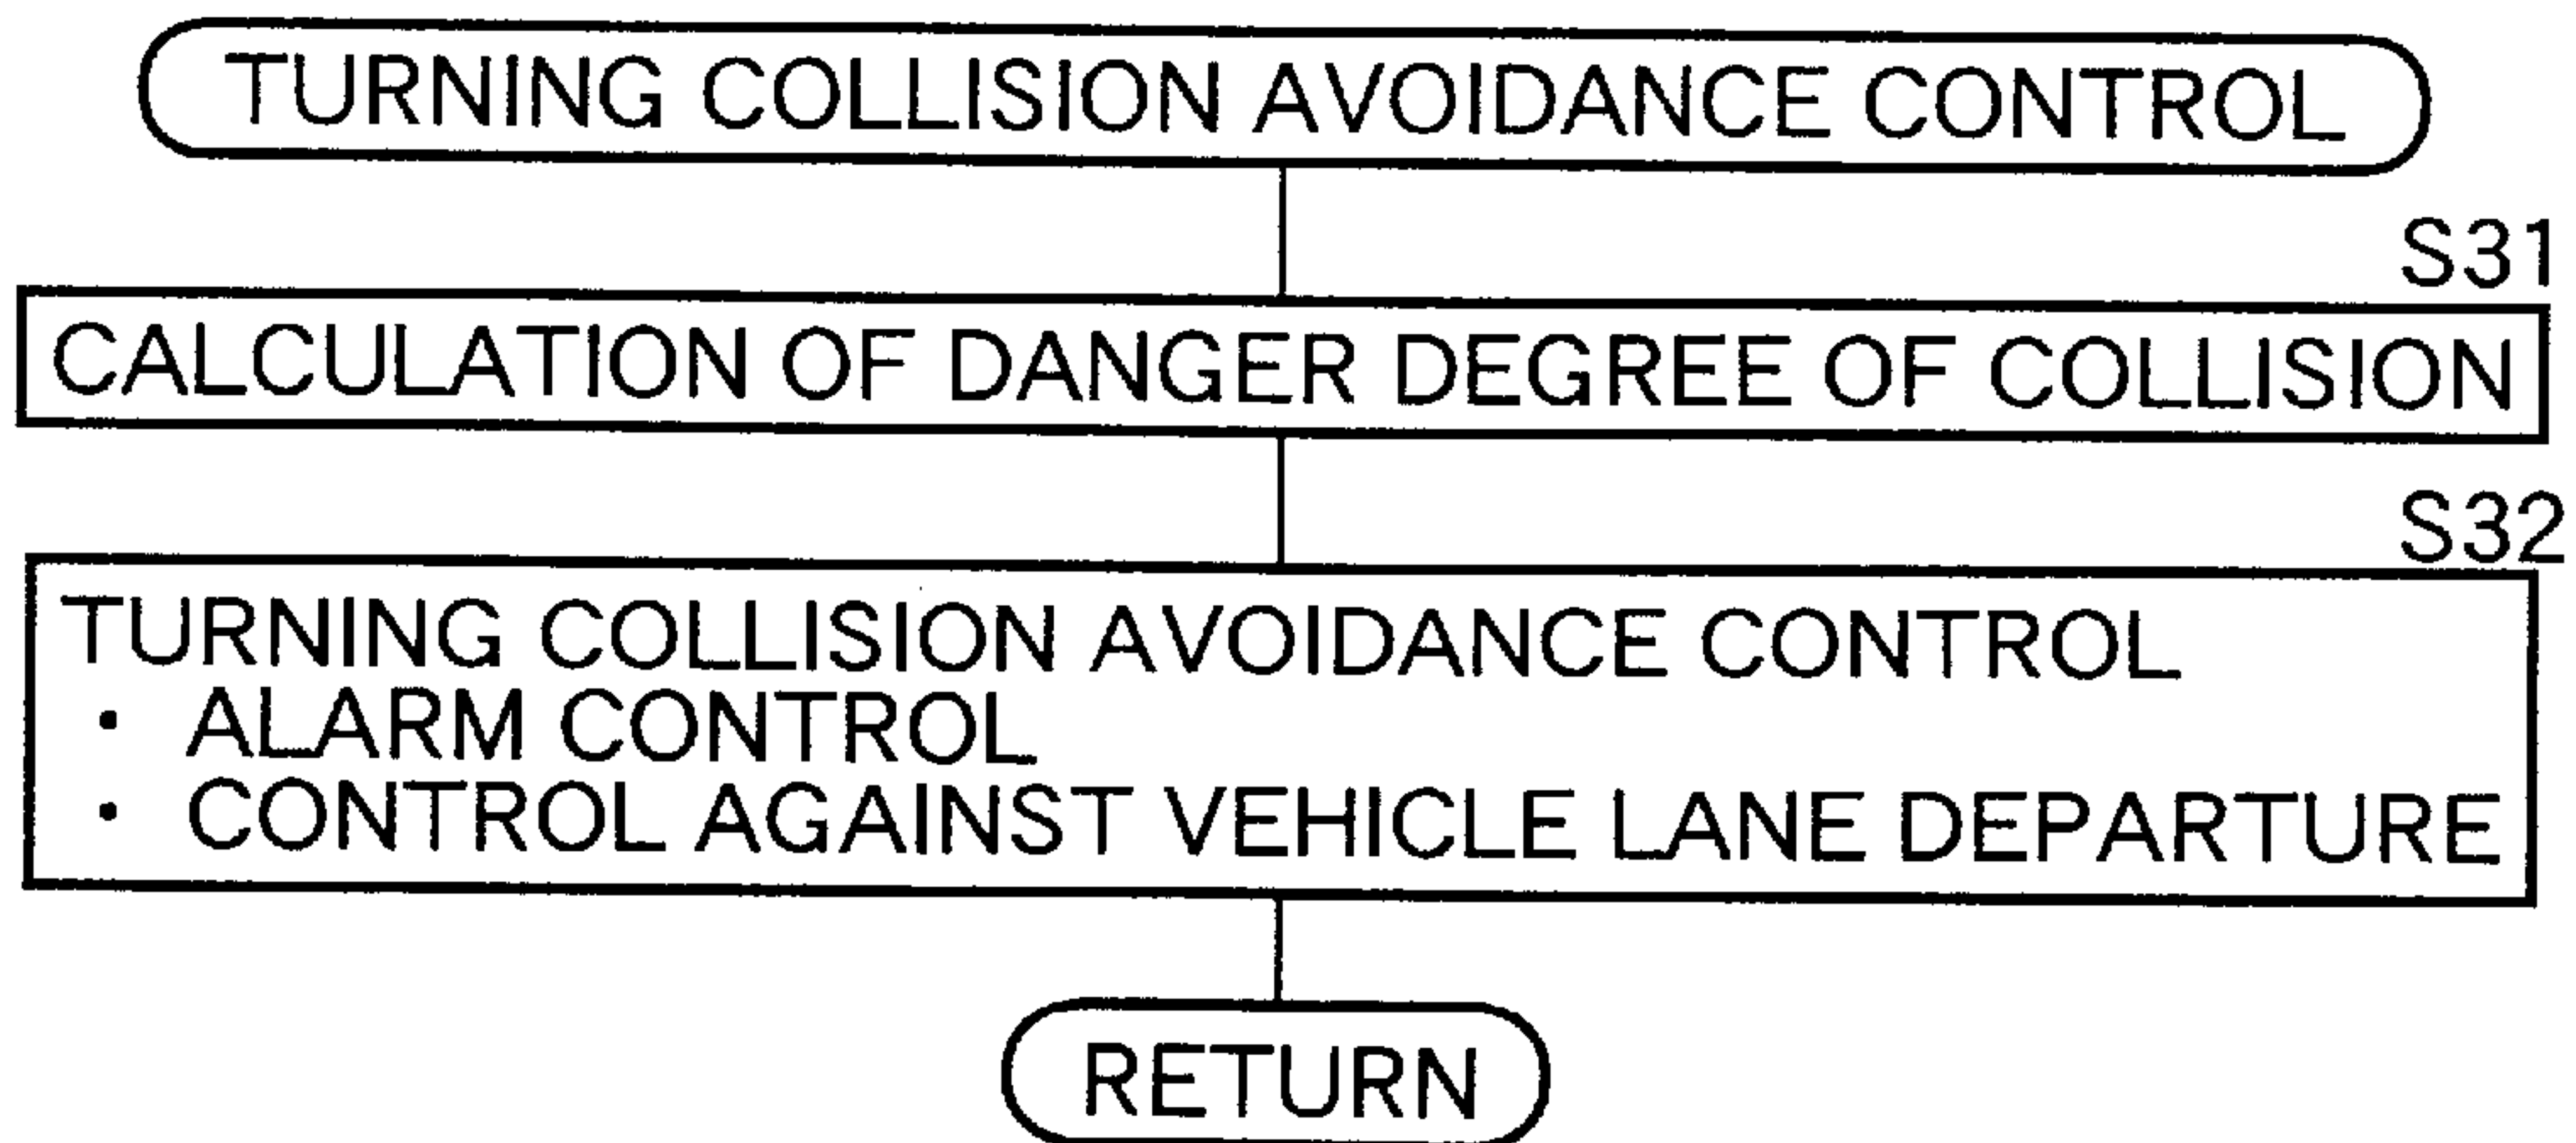 TURNING COLLISION AVOIDANCE CONTROL
S31
CALCULATION OF DANGER DEGREE OF COLLISION
S32
TURNING COLLISION AVOIDANCE CONTROL
· ALARM CONTROL
· CONTROL AGAINST VEHICLE LANE DEPARTURE
RETURN